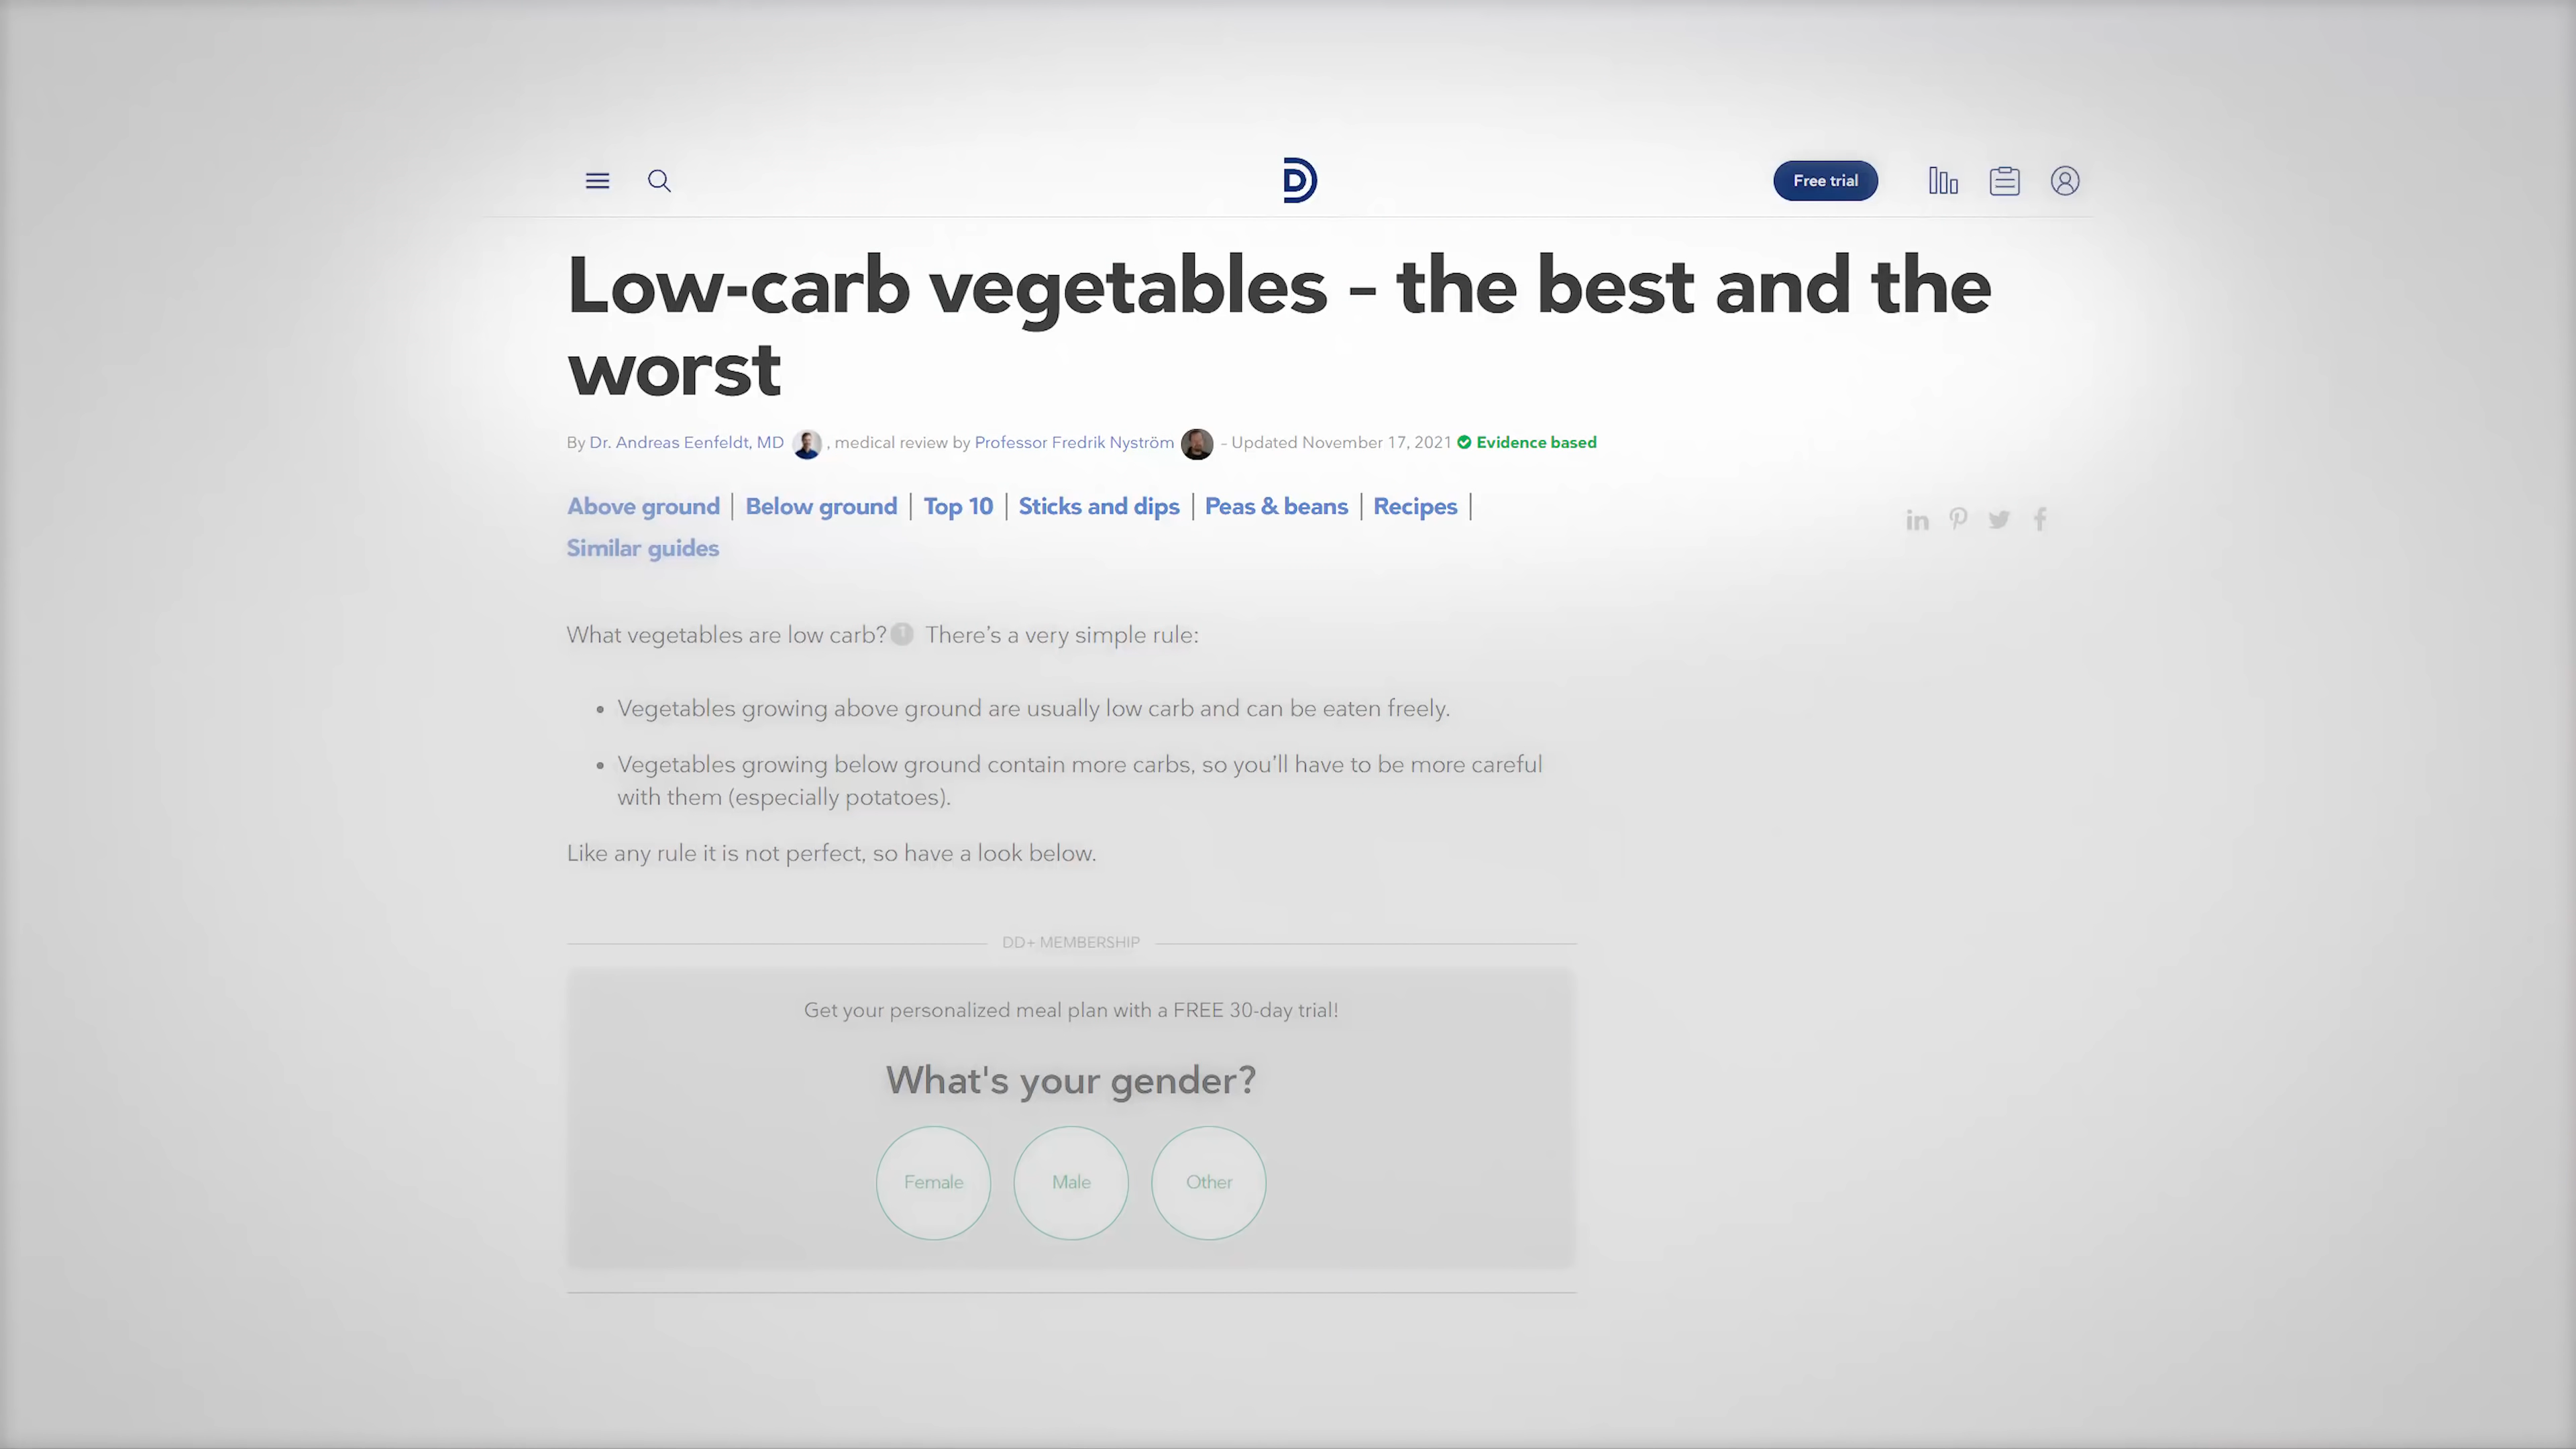 Free trial
Low-carb vegetables - the best and the
worst
By Dr. Andreas Eenfeldt, MD , medical review by Professor Fredrik Nyström – Updated November 17, 2021 Evidence based
Above ground | Below ground | Top 10 | Sticks and dips | Peas & beans | Recipes |
Similar guides
What vegetables are low carb? 1 There's a very simple rule:
• Vegetables growing above ground are usually low carb and can be eaten freely.
• Vegetables growing below ground contain more carbs, so you'll have to be more careful
with them (especially potatoes).
Like any rule it is not perfect, so have a look below.
DD+ MEMBERSHIP
Get your personalized meal plan with a FREE 30-day trial!
What's your gender?
Female Male Other